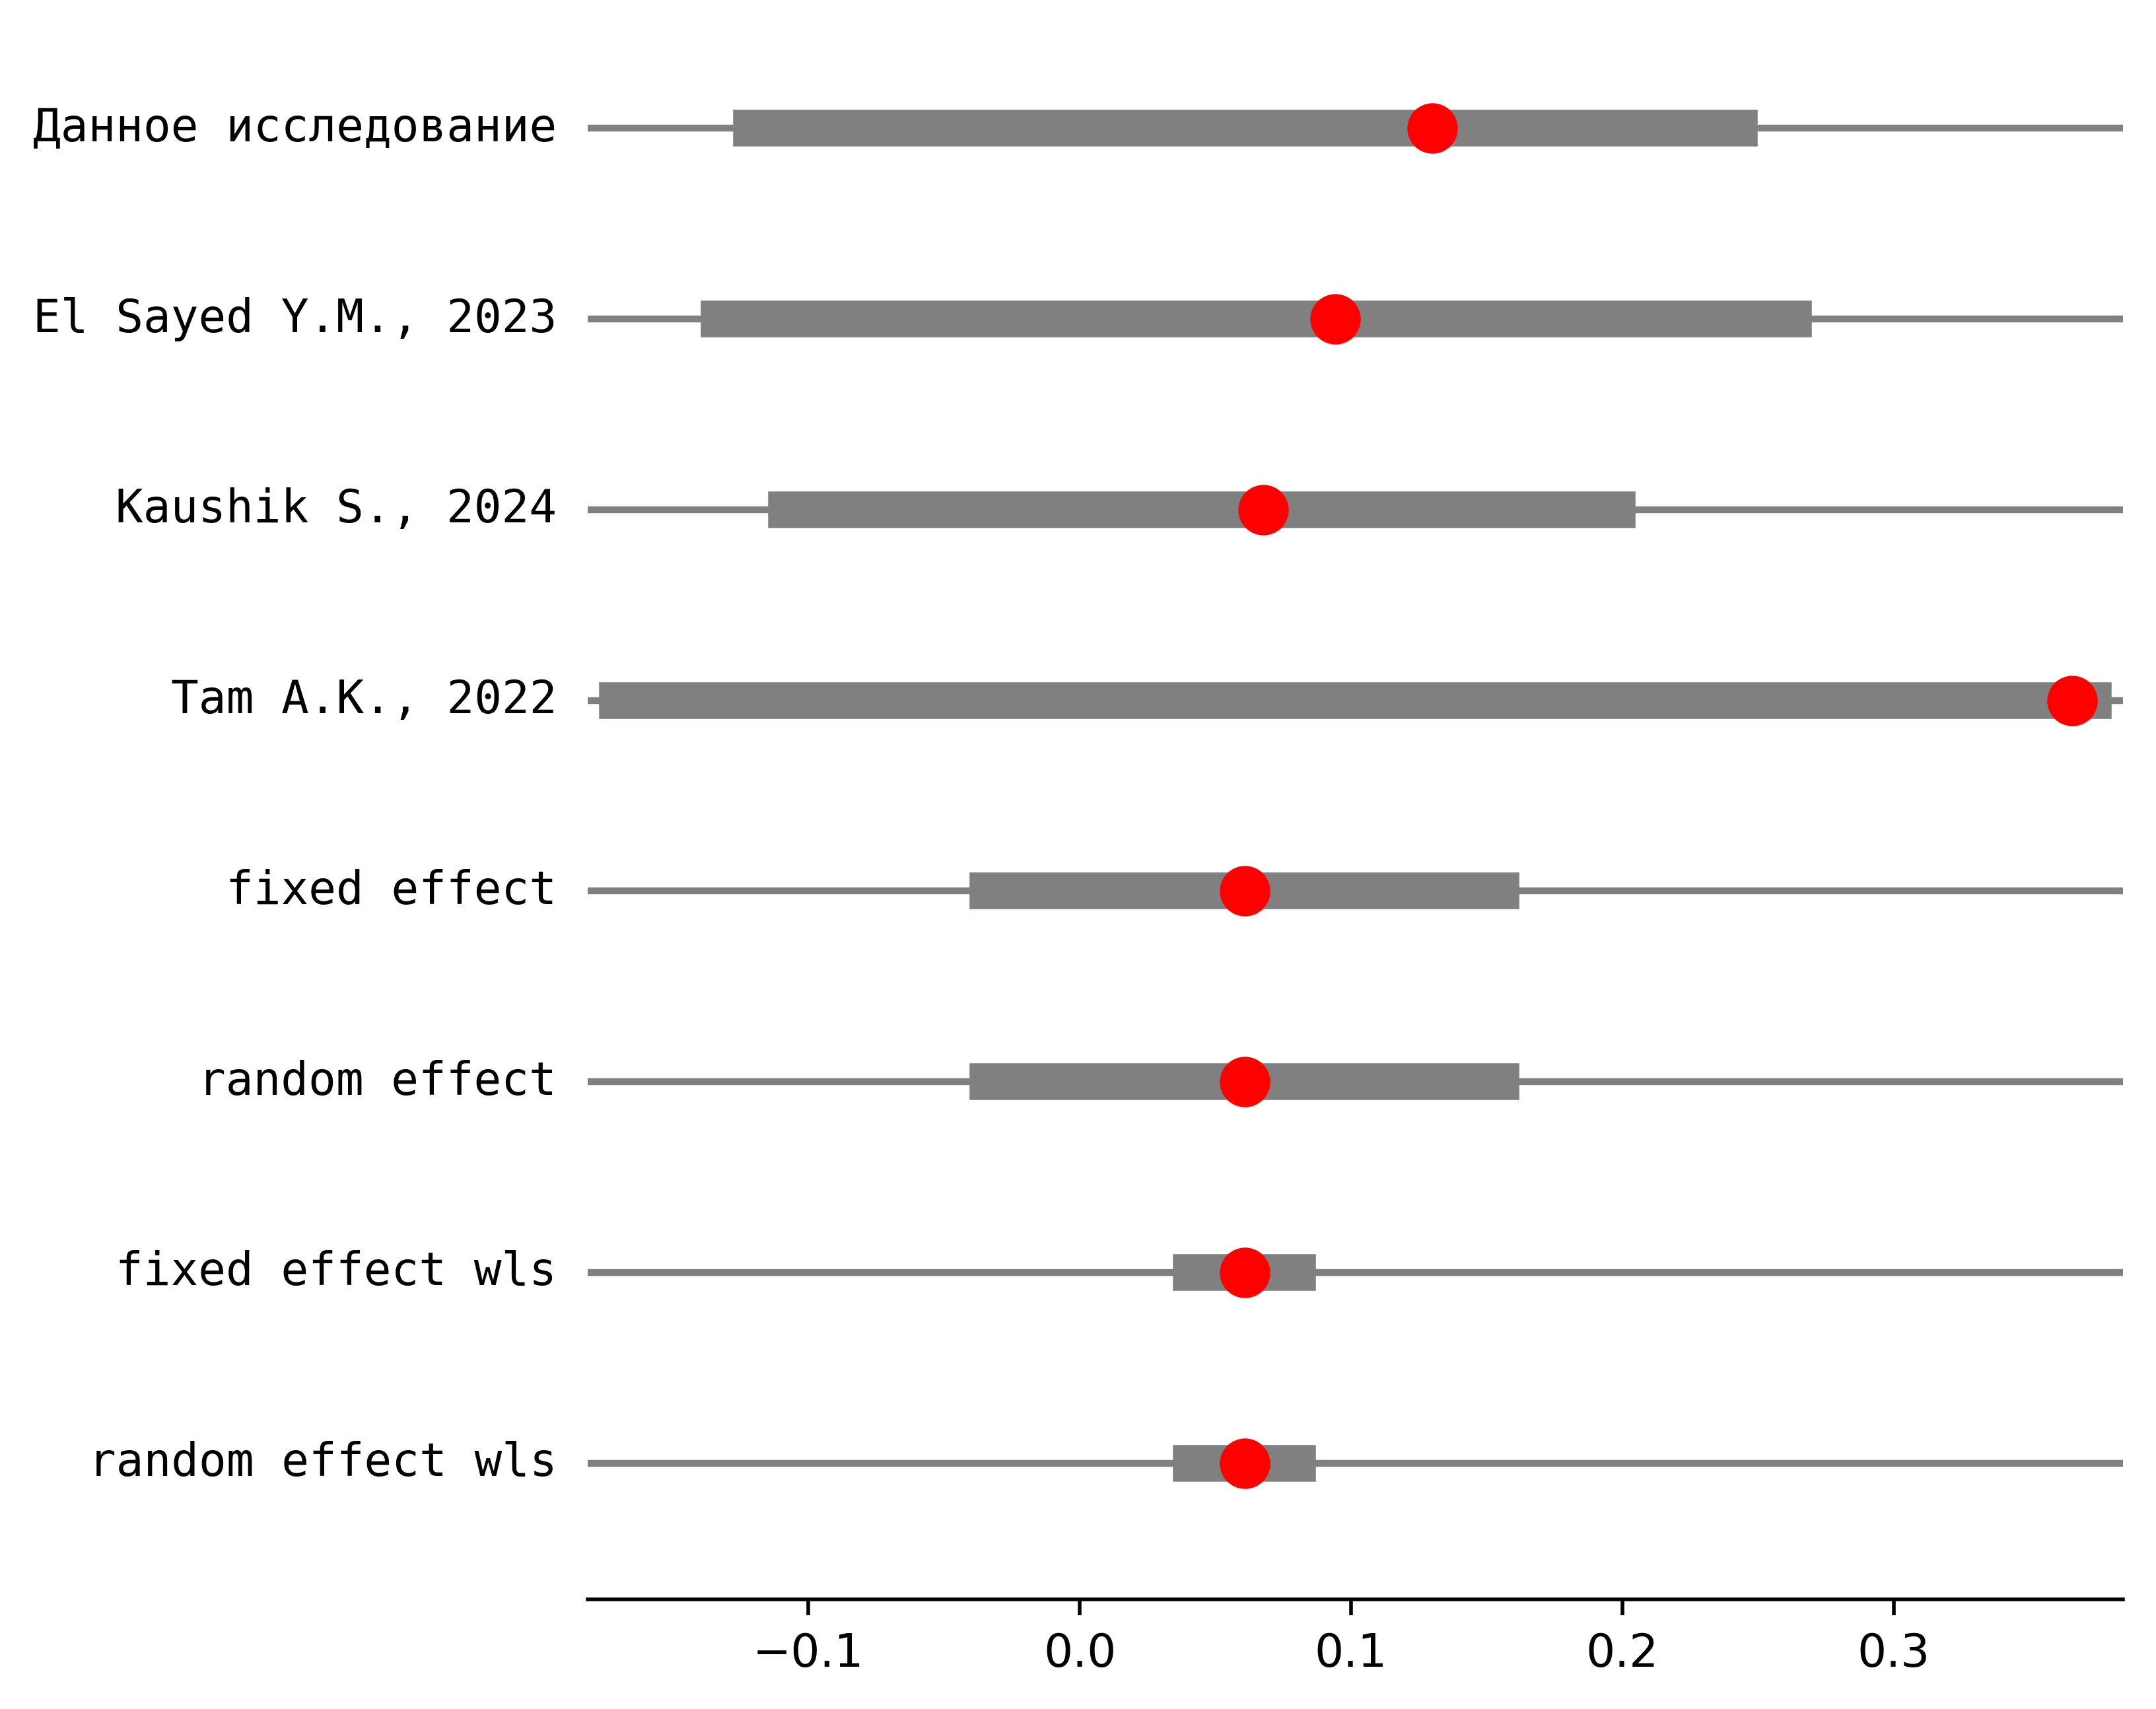 Данное исследование
El Sayed Y.M., 2023
Kaushik S., 2024
Tam A.K., 2022
fixed effect
random effect
fixed effect wls
random effect wls
−0.1 0.0 0.1 0.2 0.3